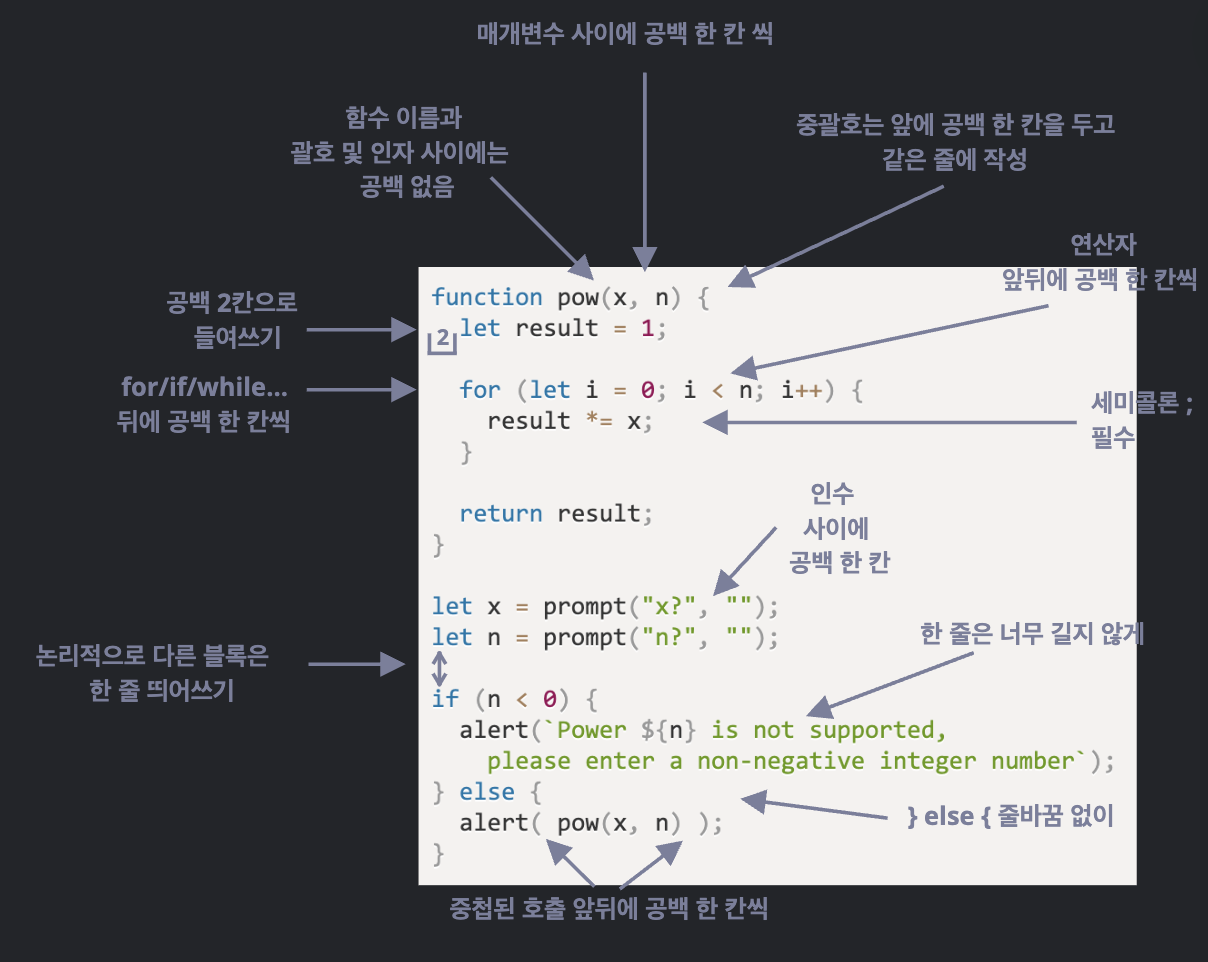 매개변수 사이에 공백 한 칸 씩
함수 이름과
괄호 및 인자 사이에는
공백 없음
중괄호는 앞에 공백 한 칸을 두고
같은 줄에 작성
연산자
앞뒤에 공백 한 칸씩
공백 2칸으로
들여쓰기
for/if/while...
뒤에 공백 한 칸씩
세미콜론 ;
필수
function pow(x, n) {
2
  let result = 1;

  for (let i = 0; i < n; i++) {
    result *= x;
  }

  return result;
}
인수
사이에
공백 한 칸
let x = prompt("x?", "");
let n = prompt("n?", "");
논리적으로 다른 블록은
한 줄 띄어쓰기
한 줄은 너무 길지 않게
if (n < 0) {
  alert(`Power ${n} is not supported,
    please enter a non-negative integer number`);
} else {
  alert( pow(x, n) );
}
} else { 줄바꿈 없이
중첩된 호출 앞뒤에 공백 한 칸씩